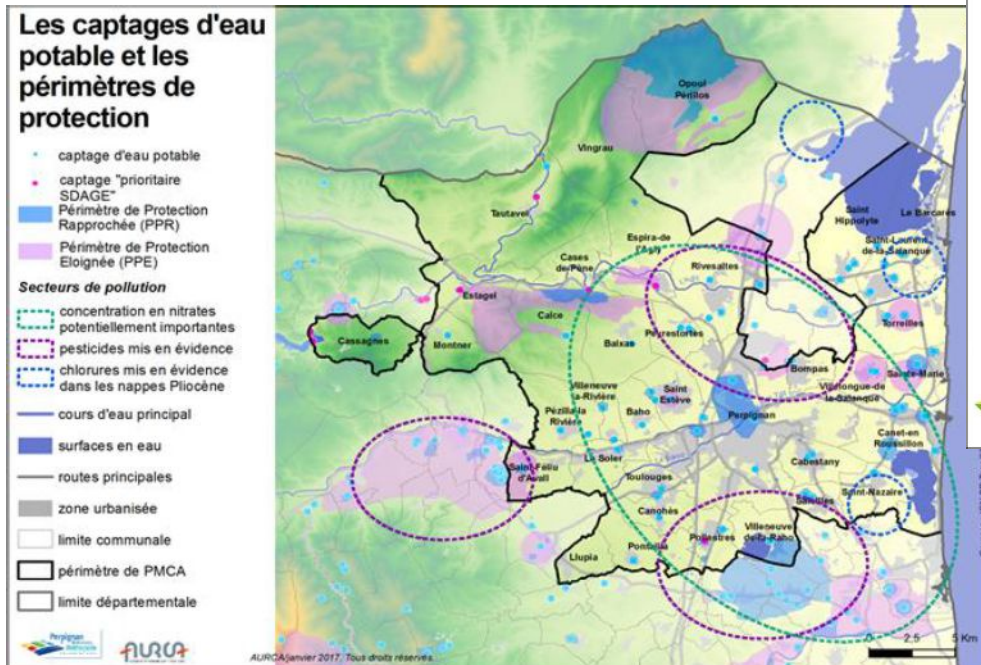 Les captages d'eau
potable et les
périmètres de
protection
captage d'eau potable
captage "prioritaire
SDAGE"
Périmètre de Protection
Rapprochée (PPR)
Périmètre de Protection
Eloignée (PPE)
Secteurs de pollution
concentration en nitrates
potentiellement importantes
pesticides mis en évidence
chlorures mis en évidence
dans les nappes Pliocène
cours d'eau principal
surfaces en eau
routes principales
zone urbanisée
limite communale
périmètre de PMCA
limite départementale
Perpignan
AURCA
AURCA/janvier 2017, Tous droits réservés.
Opoul
Périllos
Vingrau
Tautavel
Saint
Hippolyte
Le Barcarès
Espira-de
l'Agly
Saint-Laurent
de-la-Salanque
Cases
de-Pène
Rivesaltes
Estagel
Calce
Torreilles
Cassagnes
Montner
Baixas
Peyrestortes
Bompas
Sainte-Marie
Villeneuve
la-Rivière
Saint
Estève
Villelongue-de
la-Salanque
Pézilla-la
Rivière
Baho
Perpignan
Canet-en
Roussillon
Le Soler
Cabestany
Saint-Féliu
d'Avall
Toulouges
Saleilles
Saint-Nazaire
Canohès
Pollestres
Villeneuve
de-la-Raho
Llupia
Ponteilla
0 2,5 5 Km